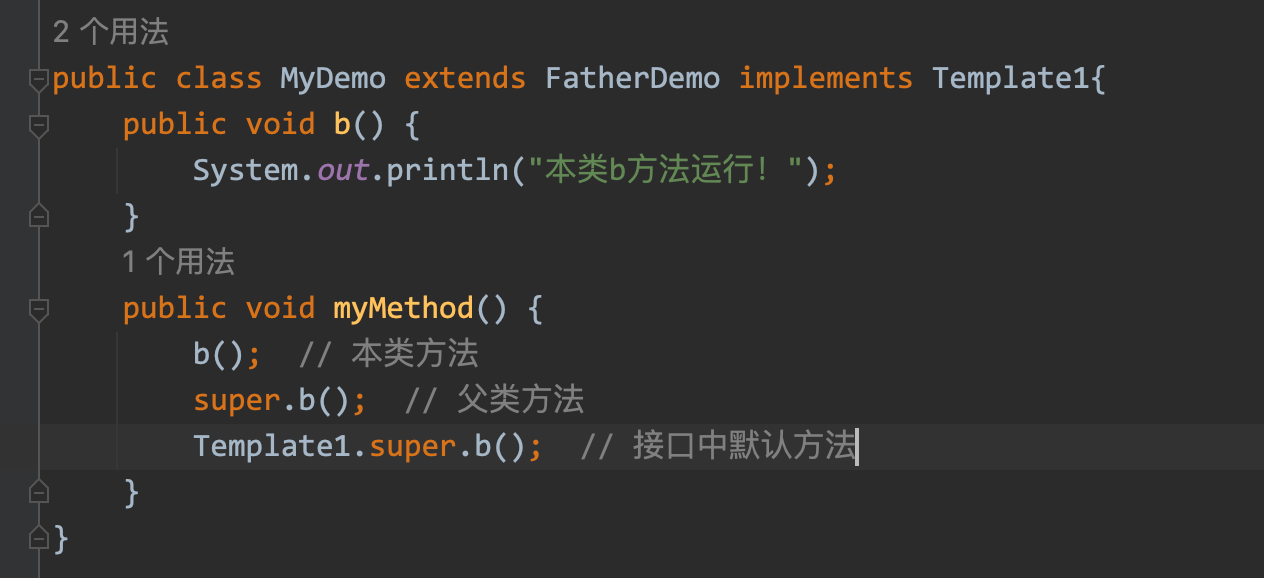 2 个用法
public class MyDemo extends FatherDemo implements Template1{
public void b() {
System.out.println("本类b方法运行！");
}
1 个用法
public void myMethod() {
b();  // 本类方法
super.b();  // 父类方法
Template1.super.b();  // 接口中默认方法
}
}